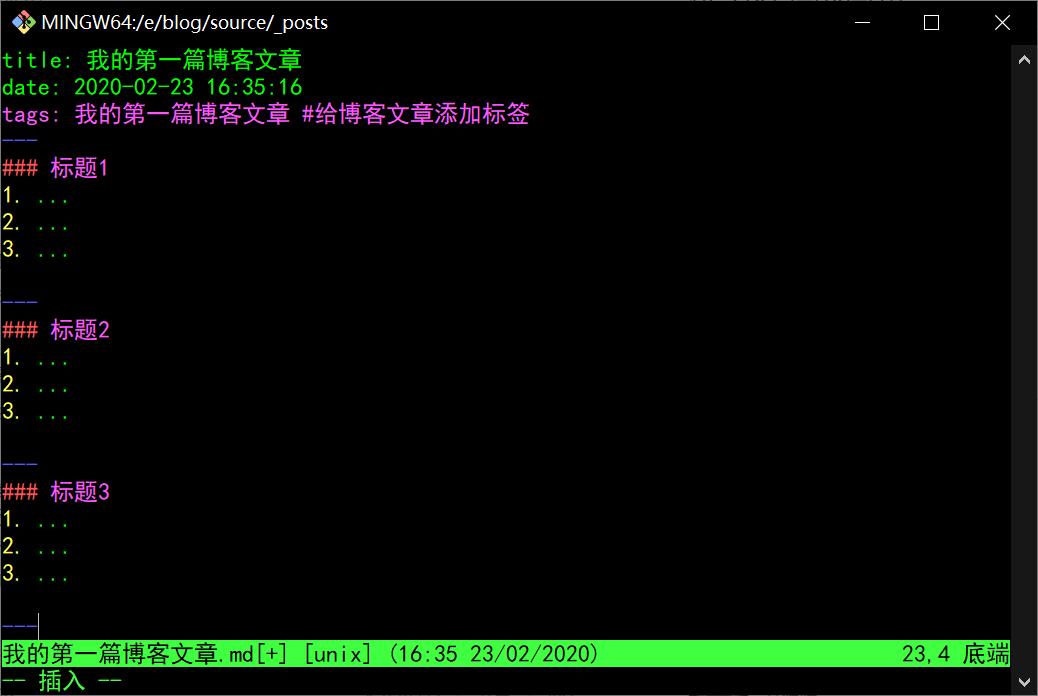 MINGW64:/e/blog/source/_posts
title: 我的第一篇博客文章
date: 2020-02-23 16:35:16
tags: 我的第一篇博客文章 #给博客文章添加标签
---
### 标题1
1. ...
2. ...
3. ...
---
### 标题2
1. ...
2. ...
3. ...
---
### 标题3
1. ...
2. ...
3. ...
---
我的第一篇博客文章.md[+] [unix] (16:35 23/02/2020) 23,4 底端
-- 插入 --